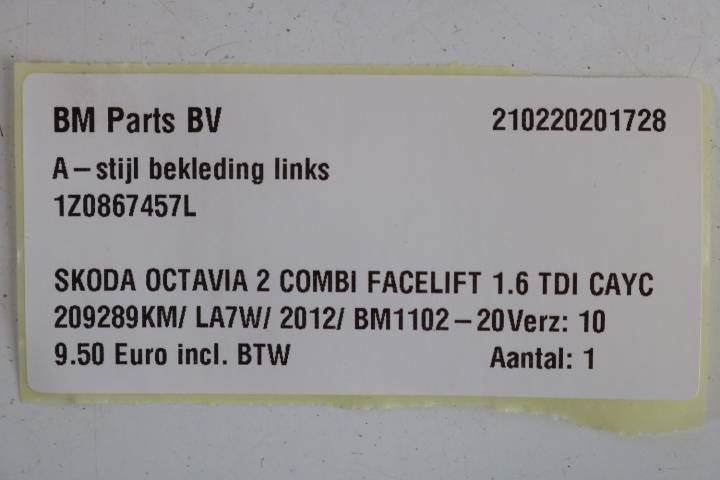 BM Parts BV 210220201728
A-stijl bekleding links
1Z0867457L
SKODA OCTAVIA 2 COMBI FACELIFT 1.6 TDI CAYC
209289KM/ LA7W/ 2012/ BM1102-20Verz: 10
9.50 Euro incl. BTW Aantal: 1